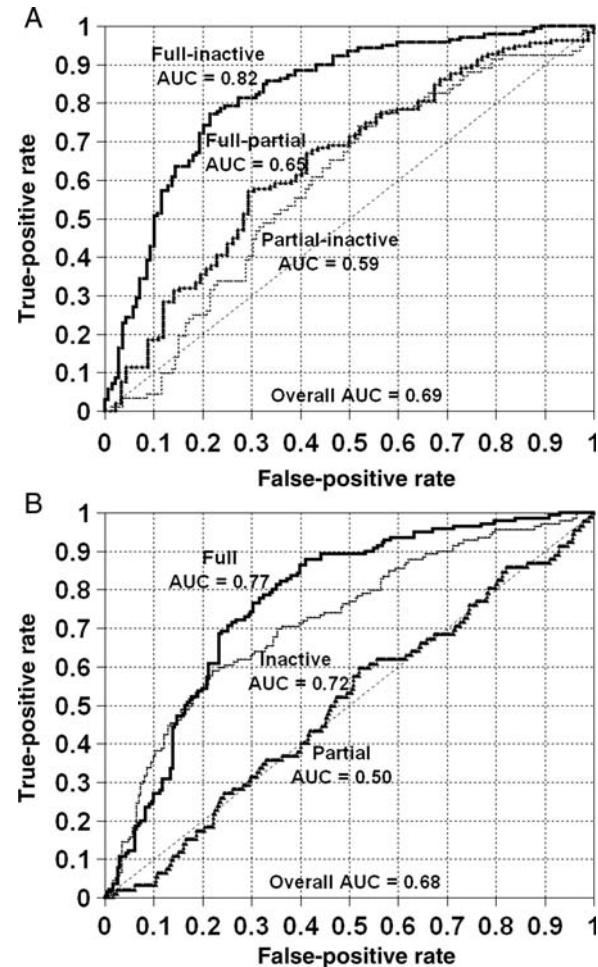 A
1
0.9
0.8
0.7
0.6
0.5
0.4
0.3
0.2
0.1
0
True-positive rate
Full-inactive
AUC = 0.82
Full-partial
AUC = 0.65
Partial-inactive
AUC = 0.59
Overall AUC = 0.69
0 0.1 0.2 0.3 0.4 0.5 0.6 0.7 0.8 0.9 1
False-positive rate
B
1
0.9
0.8
0.7
0.6
0.5
0.4
0.3
0.2
0.1
0
True-positive rate
Full
AUC = 0.77
Inactive
AUC = 0.72
Partial
AUC = 0.50
Overall AUC = 0.68
0 0.1 0.2 0.3 0.4 0.5 0.6 0.7 0.8 0.9 1
False-positive rate